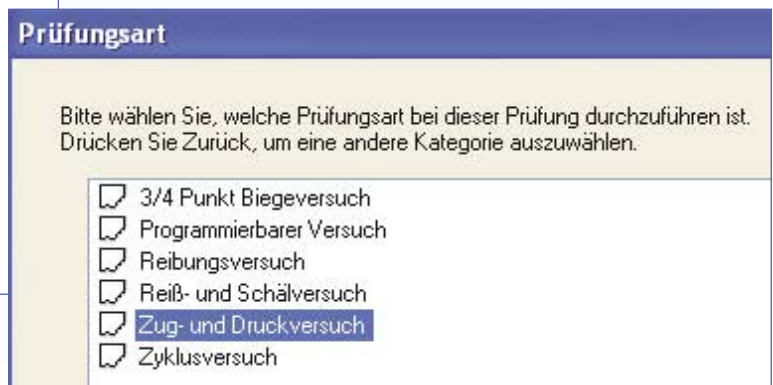 Prüfungsart
Bitte wählen Sie, welche Prüfungsart bei dieser Prüfung durchzuführen ist.
Drücken Sie Zurück, um eine andere Kategorie auszuwählen.
3/4 Punkt Biegeversuch
Programmierbarer Versuch
Reibungsversuch
Reiß- und Schälversuch
Zug- und Druckversuch
Zyklusversuch